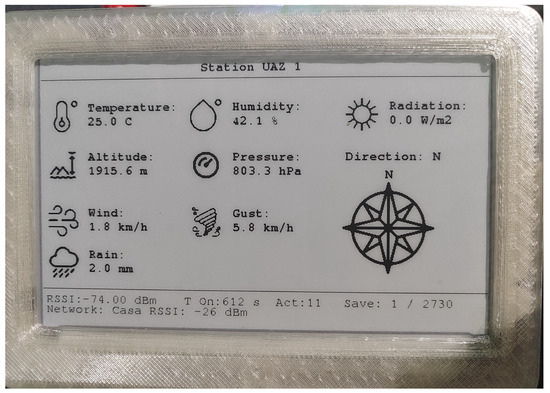 Station UAZ 1
Temperature: Humidity: Radiation:
25.0 C 42.1 % 0.0 W/m2
Altitude: Pressure: Direction: N
1915.6 m 803.3 hPa
N
Wind: Gust:
1.8 km/h 5.8 km/h
Rain:
2.0 mm
RSSI:-74.00 dBm T On:612 s Act:11 Save: 1 / 2730
Network: Casa RSSI: -26 dBm